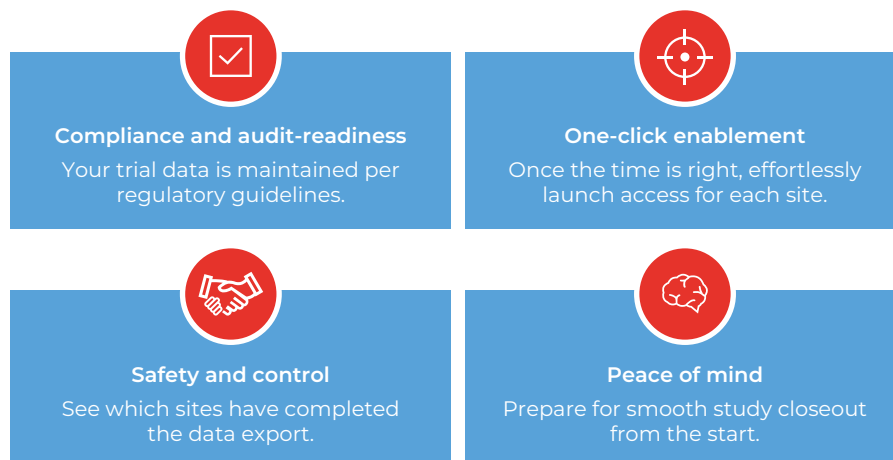 Compliance and audit-readiness
Your trial data is maintained per
regulatory guidelines.
One-click enablement
Once the time is right, effortlessly
launch access for each site.
Safety and control
See which sites have completed
the data export.
Peace of mind
Prepare for smooth study closeout
from the start.